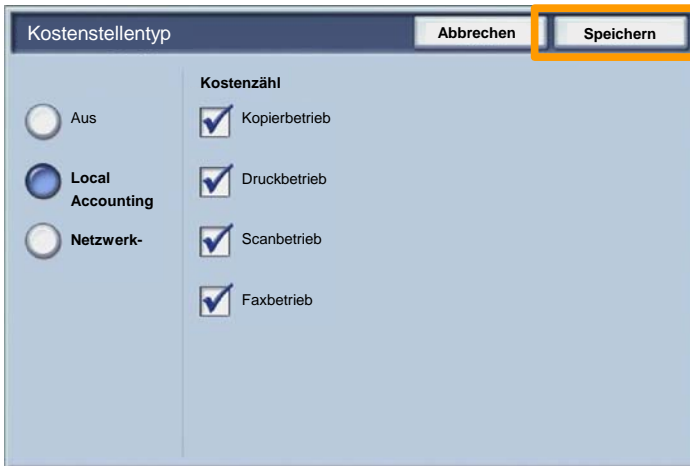 Kostenstellentyp
Abbrechen
Speichern
Kostenzähl
Aus
Local
Accounting
Netzwerk-
Kopierbetrieb
Druckbetrieb
Scanbetrieb
Faxbetrieb